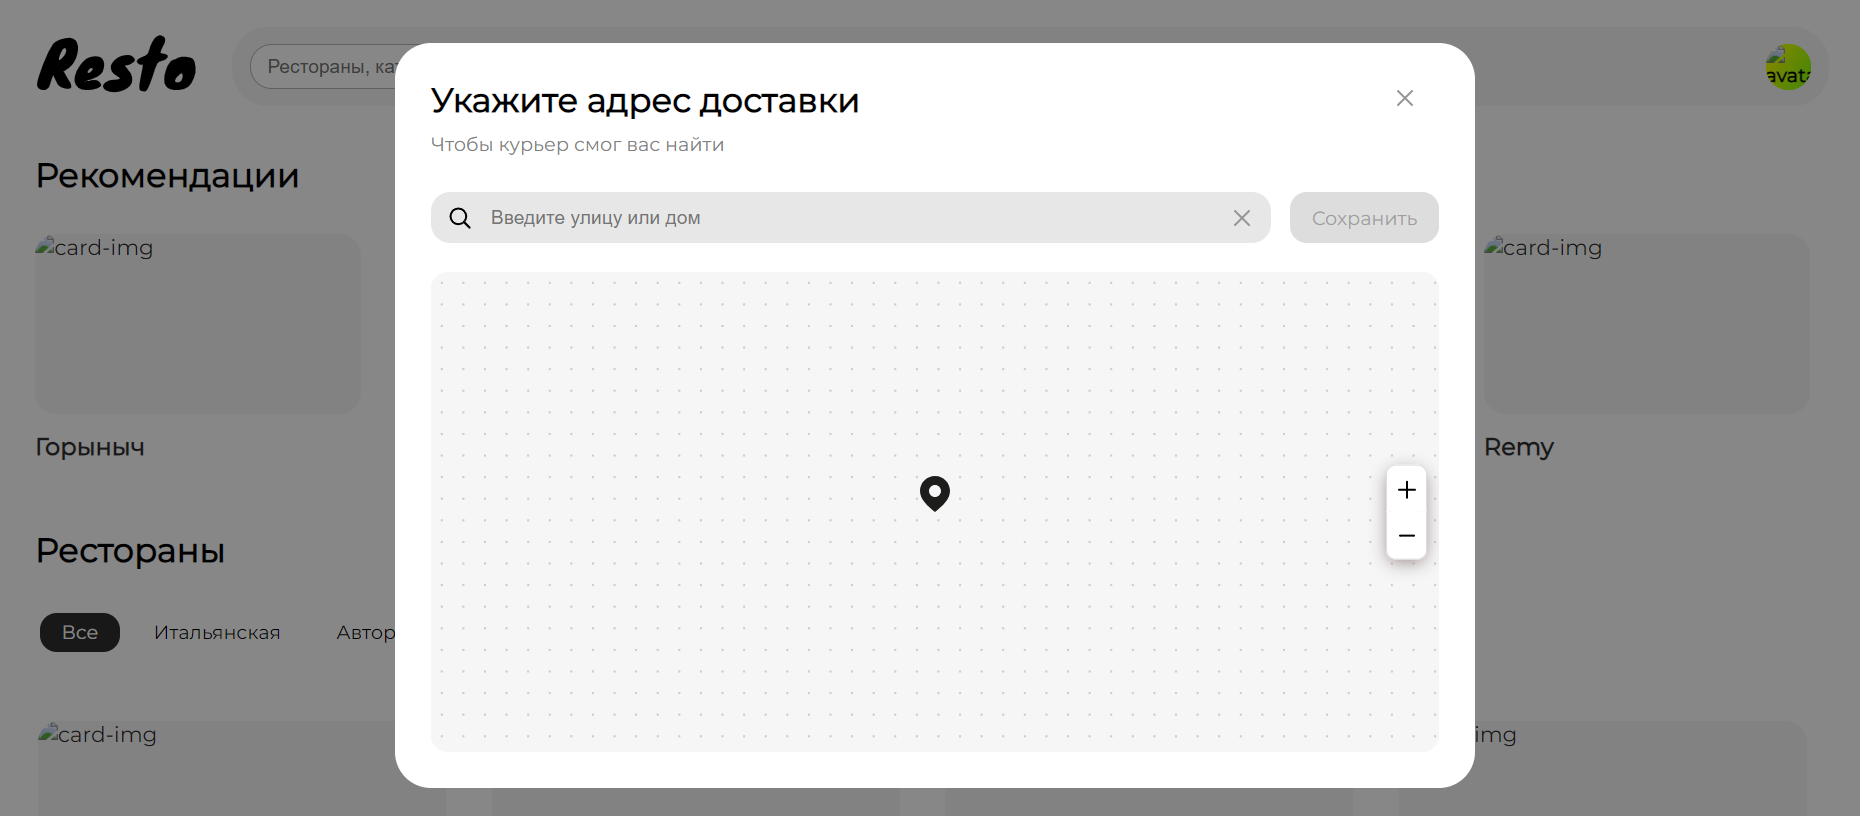 Resto
Рестораны, ка
avata
Укажите адрес доставки
Чтобы курьер смог вас найти
Введите улицу или дом
Сохранить
Рекомендации
card-img
card-img
Горыныч
Remy
Рестораны
Все
Итальянская
Автор
card-img
img